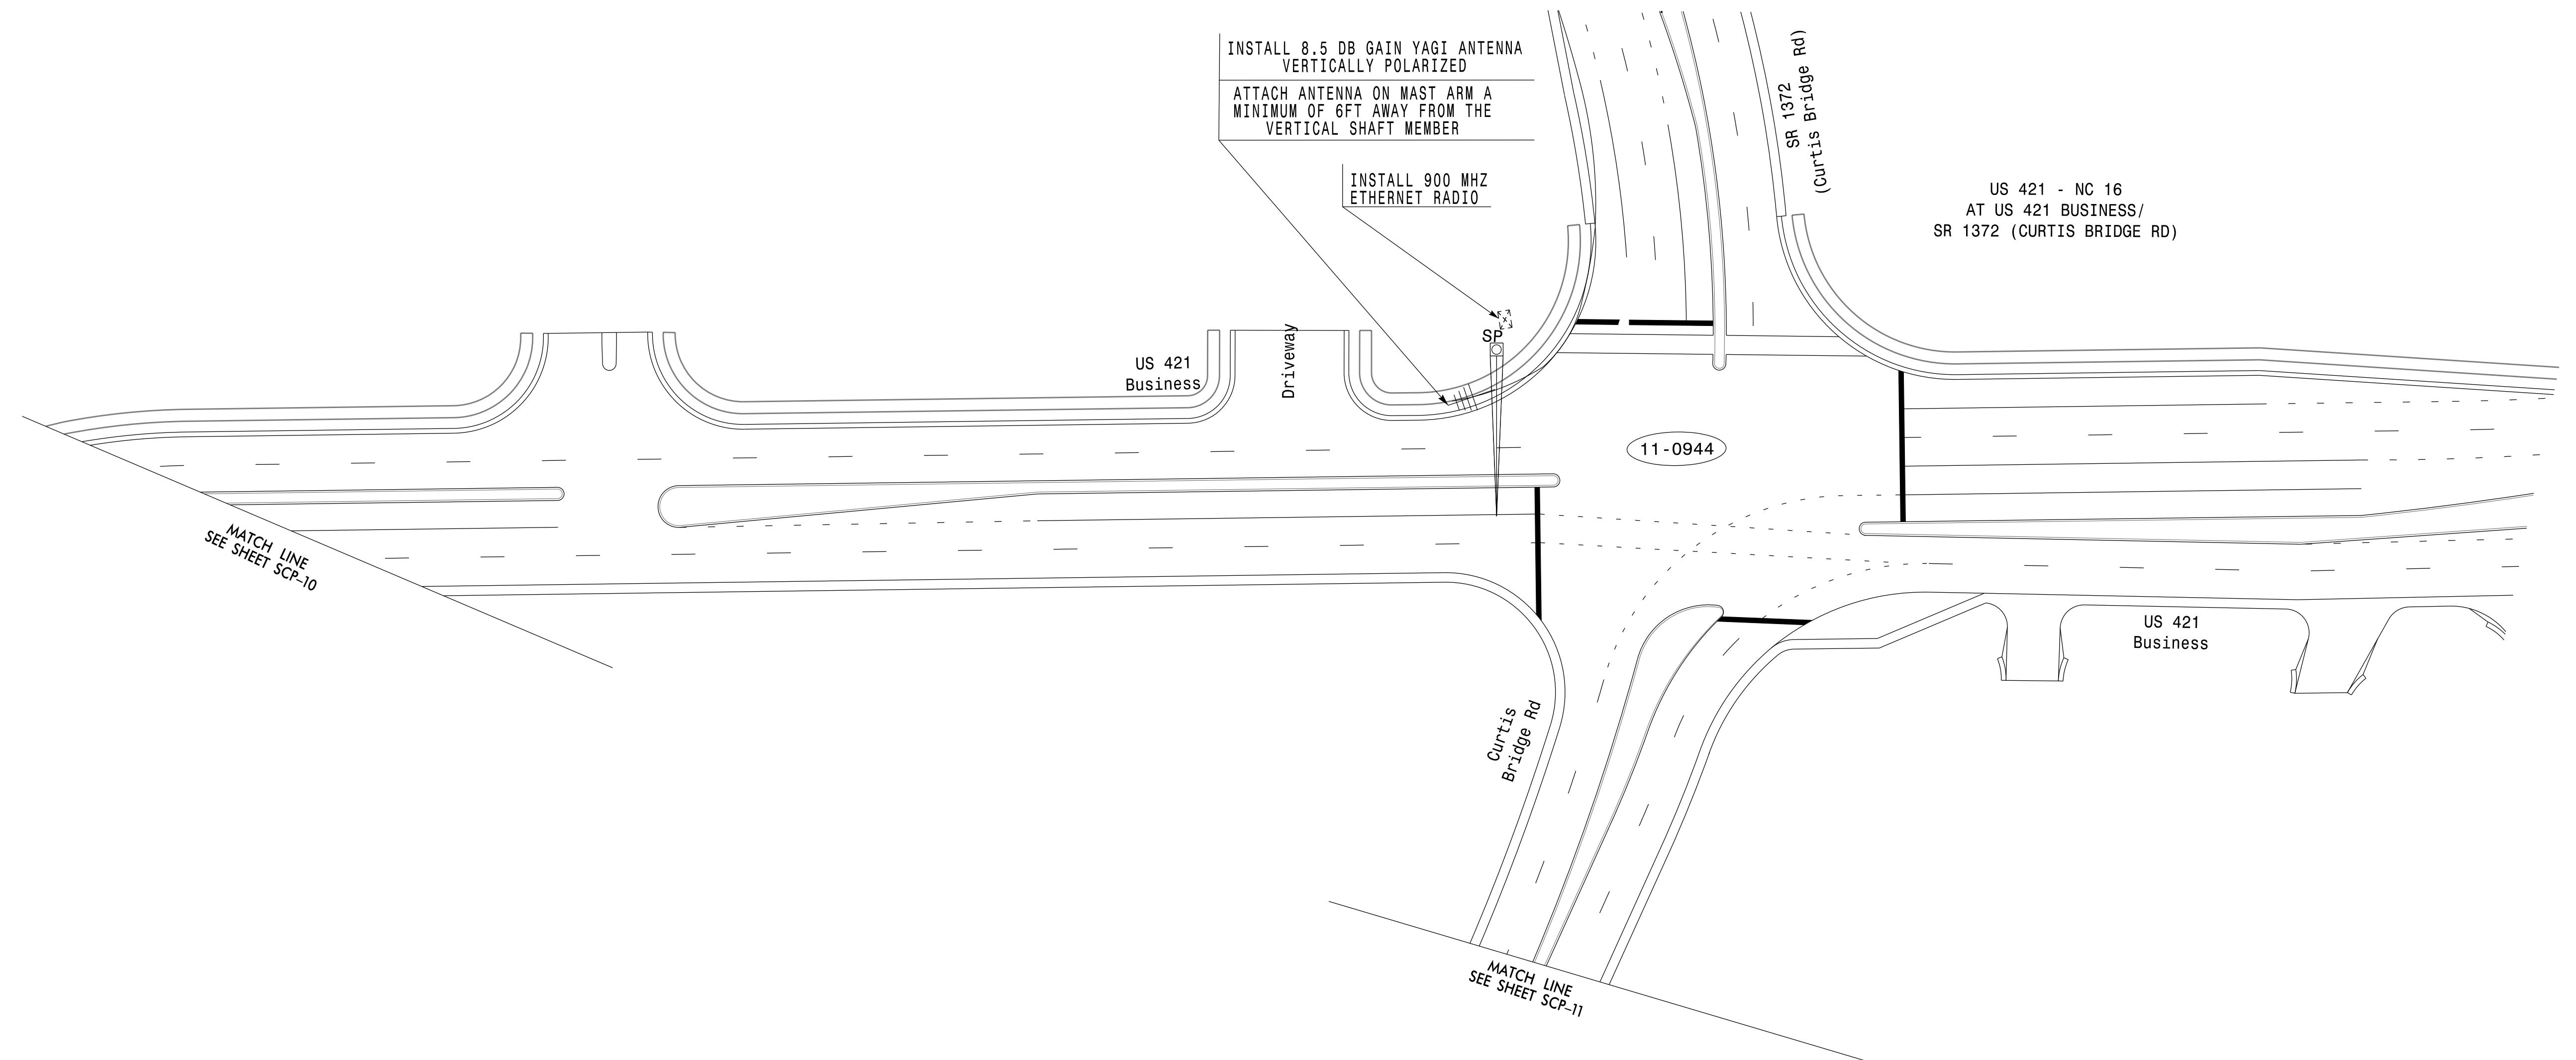 INSTALL 8.5 DB GAIN YAGI ANTENNA
VERTICALLY POLARIZED
ATTACH ANTENNA ON MAST ARM A
MINIMUM OF 6FT AWAY FROM THE
VERTICAL SHAFT MEMBER
INSTALL 900 MHZ
ETHERNET RADIO
SR 1372
(Curtis Bridge Rd)
US 421 - NC 16
AT US 421 BUSINESS/
SR 1372 (CURTIS BRIDGE RD)
SP
US 421
Business
Driveway
11-0944
MATCH LINE
SEE SHEET SCP-10
US 421
Business
Curtis
Bridge Rd
MATCH LINE
SEE SHEET SCP-11